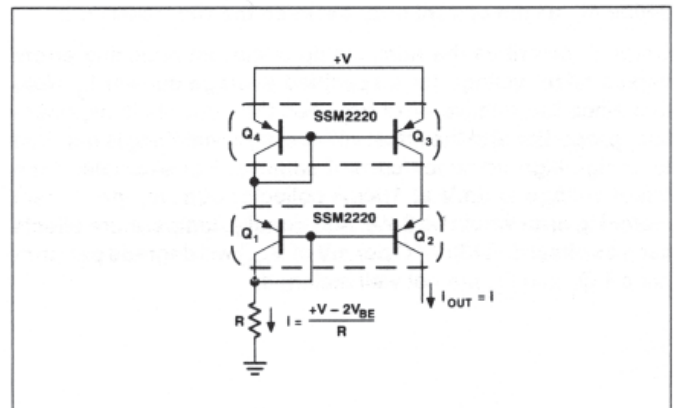 +V
SSM2220
Q4 Q3
SSM2220
Q1 Q2
IOUT = I
R I = +V – 2VBE / R